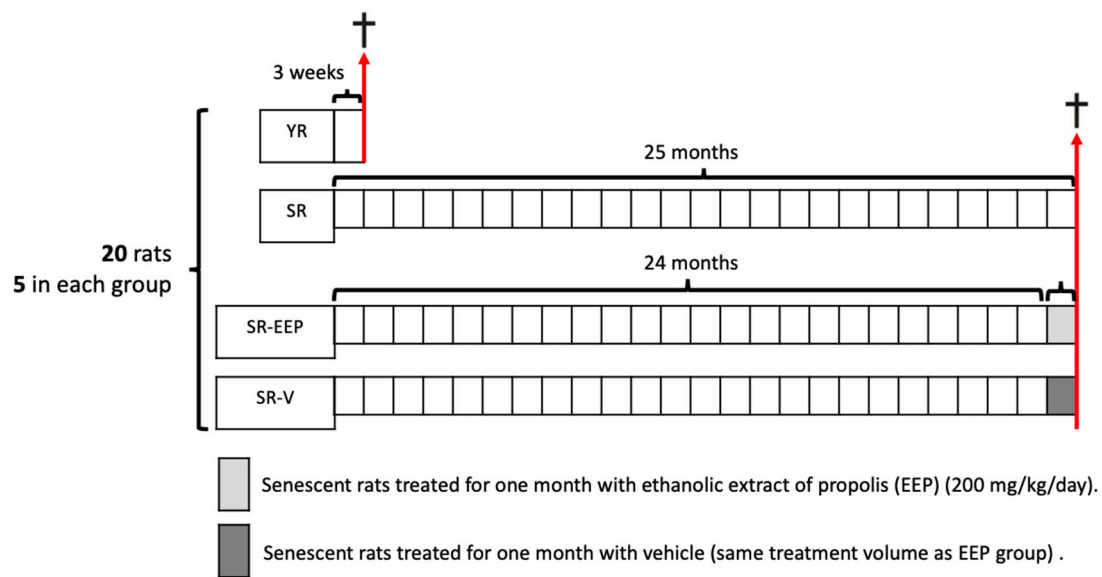 3 weeks
YR
25 months
SR
20 rats
5 in each group
24 months
SR-EEP
SR-V
Senescent rats treated for one month with ethanolic extract of propolis (EEP) (200 mg/kg/day).
Senescent rats treated for one month with vehicle (same treatment volume as EEP group) .